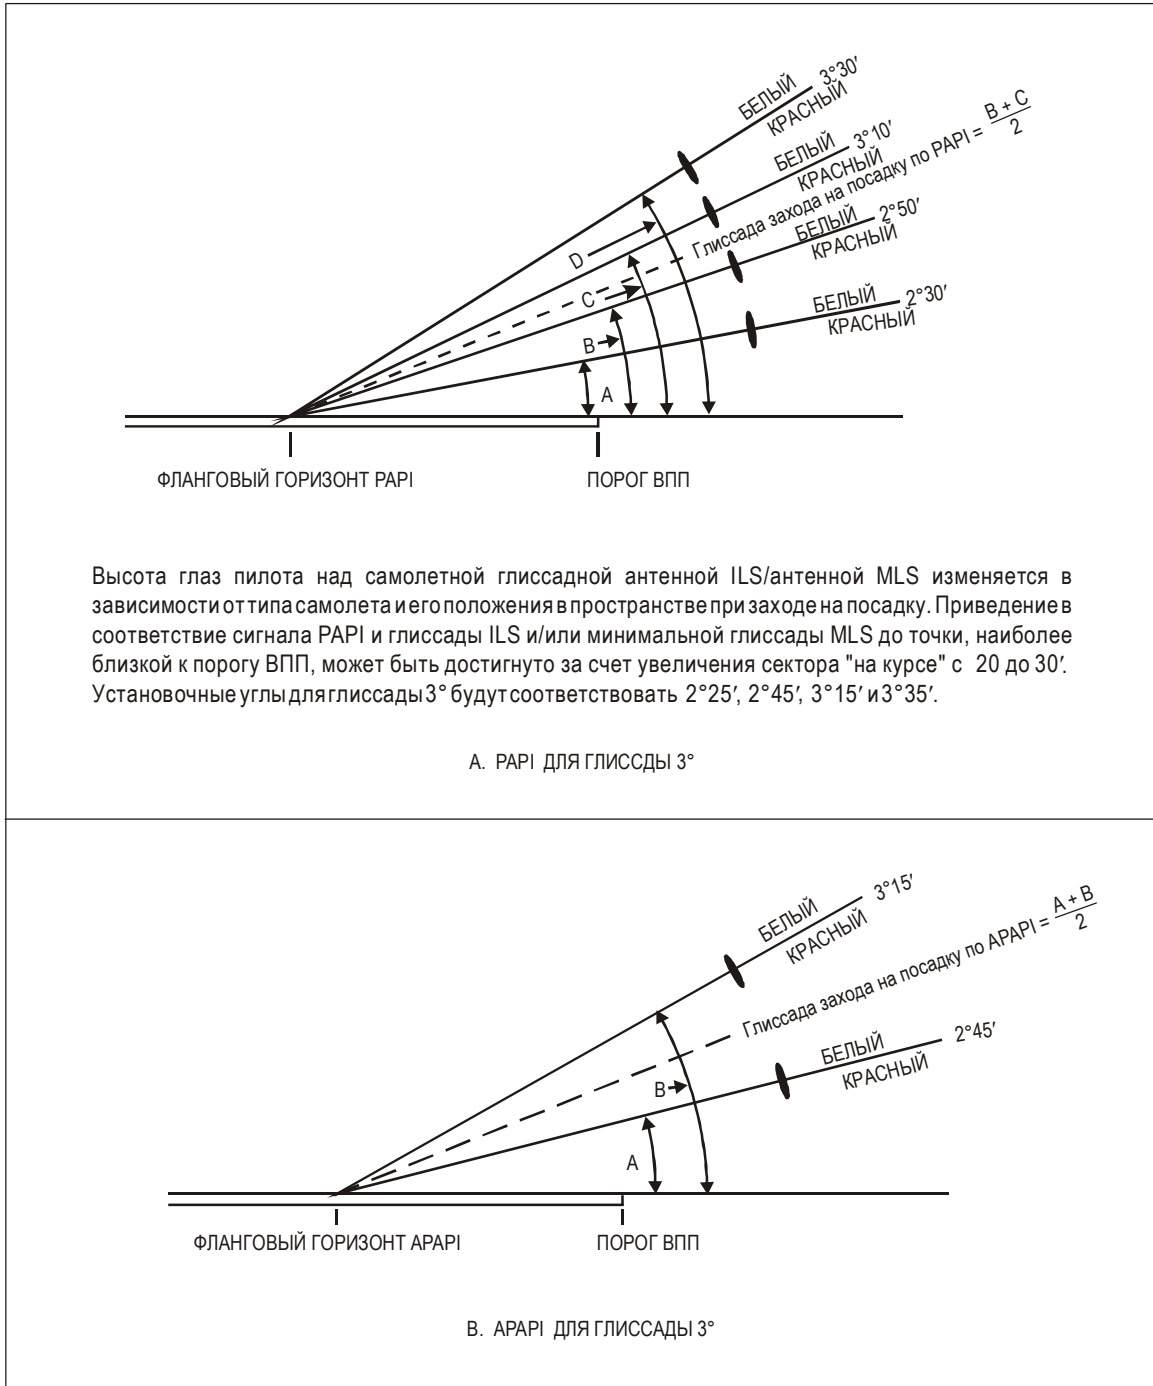 БЕЛЫЙ 3°30′
КРАСНЫЙ
БЕЛЫЙ 3°10′
КРАСНЫЙ
Глиссада захода на посадку по PAPI = B + C
2
БЕЛЫЙ 2°50′
КРАСНЫЙ
БЕЛЫЙ 2°30′
КРАСНЫЙ
D
C
B
A
ФЛАНГОВЫЙ ГОРИЗОНТ PAPI
ПОРОГ ВПП
Высота глаз пилота над самолетной глиссадной антенной ILS/антенной MLS изменяется в
зависимости от типа самолета и его положения в пространстве при заходе на посадку. Приведение в
соответствие сигнала PAPI и глиссады ILS и/или минимальной глиссады MLS до точки, наиболее
близкой к порогу ВПП, может быть достигнуто за счет увеличения сектора "на курсе" с 20 до 30′.
Установочные углы для глиссады 3° будут соответствовать 2°25′, 2°45′, 3°15′ и 3°35′.
A. PAPI ДЛЯ ГЛИССДЫ 3°
БЕЛЫЙ 3°15′
КРАСНЫЙ
Глиссада захода на посадку по APAPI = A + B
2
БЕЛЫЙ 2°45′
КРАСНЫЙ
B
A
ФЛАНГОВЫЙ ГОРИЗОНТ APAPI
ПОРОГ ВПП
B. APAPI ДЛЯ ГЛИССАДЫ 3°